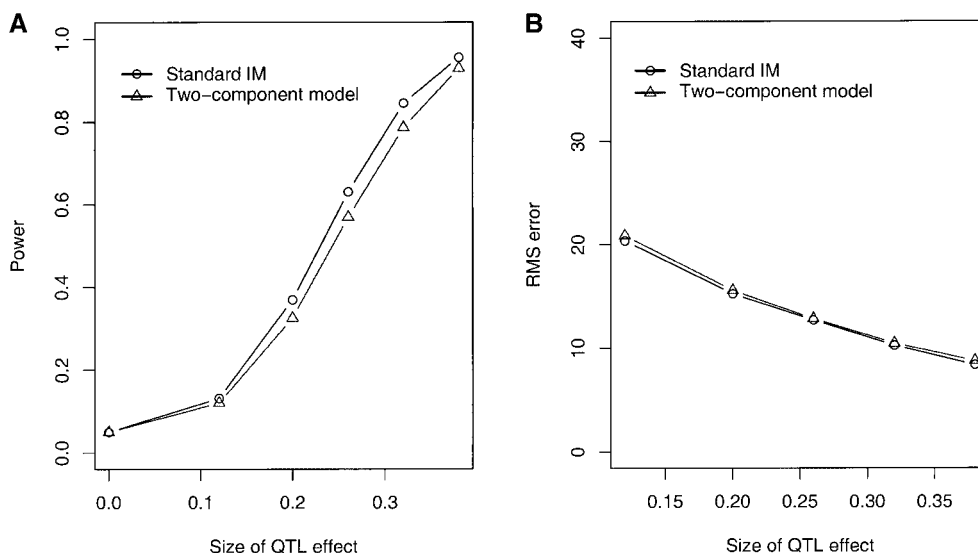 A
Standard IM
Two−component model
Power
1.0
0.8
0.6
0.4
0.2
0.0
0.0
0.1
0.2
0.3
Size of QTL effect
B
Standard IM
Two−component model
RMS error
40
30
20
10
0
0.15
0.20
0.25
0.30
0.35
Size of QTL effect